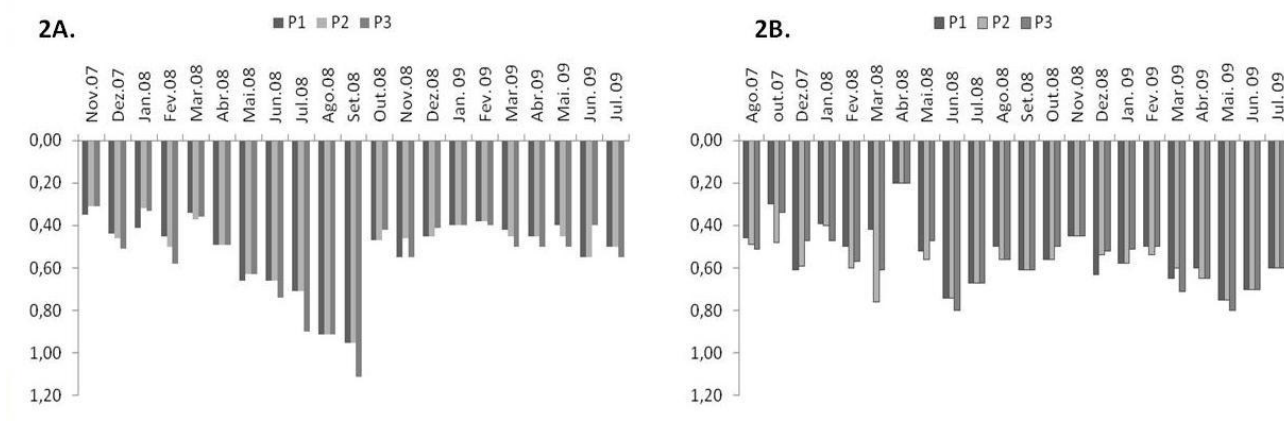 2A.
P1 P2 P3
Nov.07 Dez.07 Jan.08 Fev.08 Mar.08 Abr.08 Mai.08 Jun.08 Jul.08 Ago.08 Set.08 Out.08 Nov.08 Dez.08 Jan. 09 Fev. 09 Mar.09 Abr.09 Mai. 09 Jun. 09 Jul. 09
0,00
0,20
0,40
0,60
0,80
1,00
1,20
2B.
P1 P2 P3
Ago.07 out.07 Dez.07 Jan.08 Fev.08 Mar.08 Abr.08 Mai.08 Jun.08 Jul.08 Ago.08 Set.08 Out.08 Nov.08 Dez.08 Jan. 09 Fev. 09 Mar.09 Abr.09 Mai. 09 Jun. 09 Jul. 09
0,00
0,20
0,40
0,60
0,80
1,00
1,20